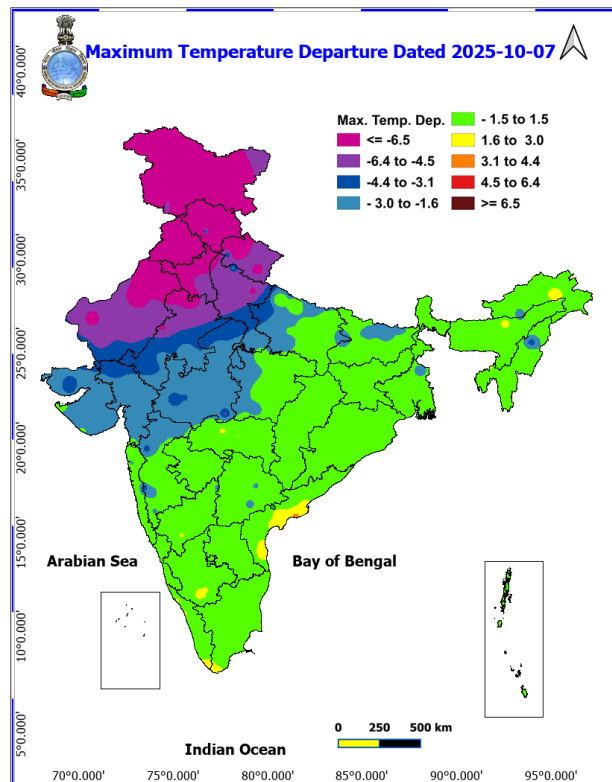 Maximum Temperature Departure Dated 2025-10-07
Max. Temp. Dep.
<= -6.5
-6.4 to -4.5
-4.4 to -3.1
- 3.0 to -1.6
- 1.5 to 1.5
1.6 to 3.0
3.1 to 4.4
4.5 to 6.4
>= 6.5
40°0.000'
35°0.000'
30°0.000'
25°0.000'
20°0.000'
15°0.000'
10°0.000'
5°0.000'
Arabian Sea
Bay of Bengal
0 250 500 km
Indian Ocean
70°0.000' 75°0.000' 80°0.000' 85°0.000' 90°0.000' 95°0.000'